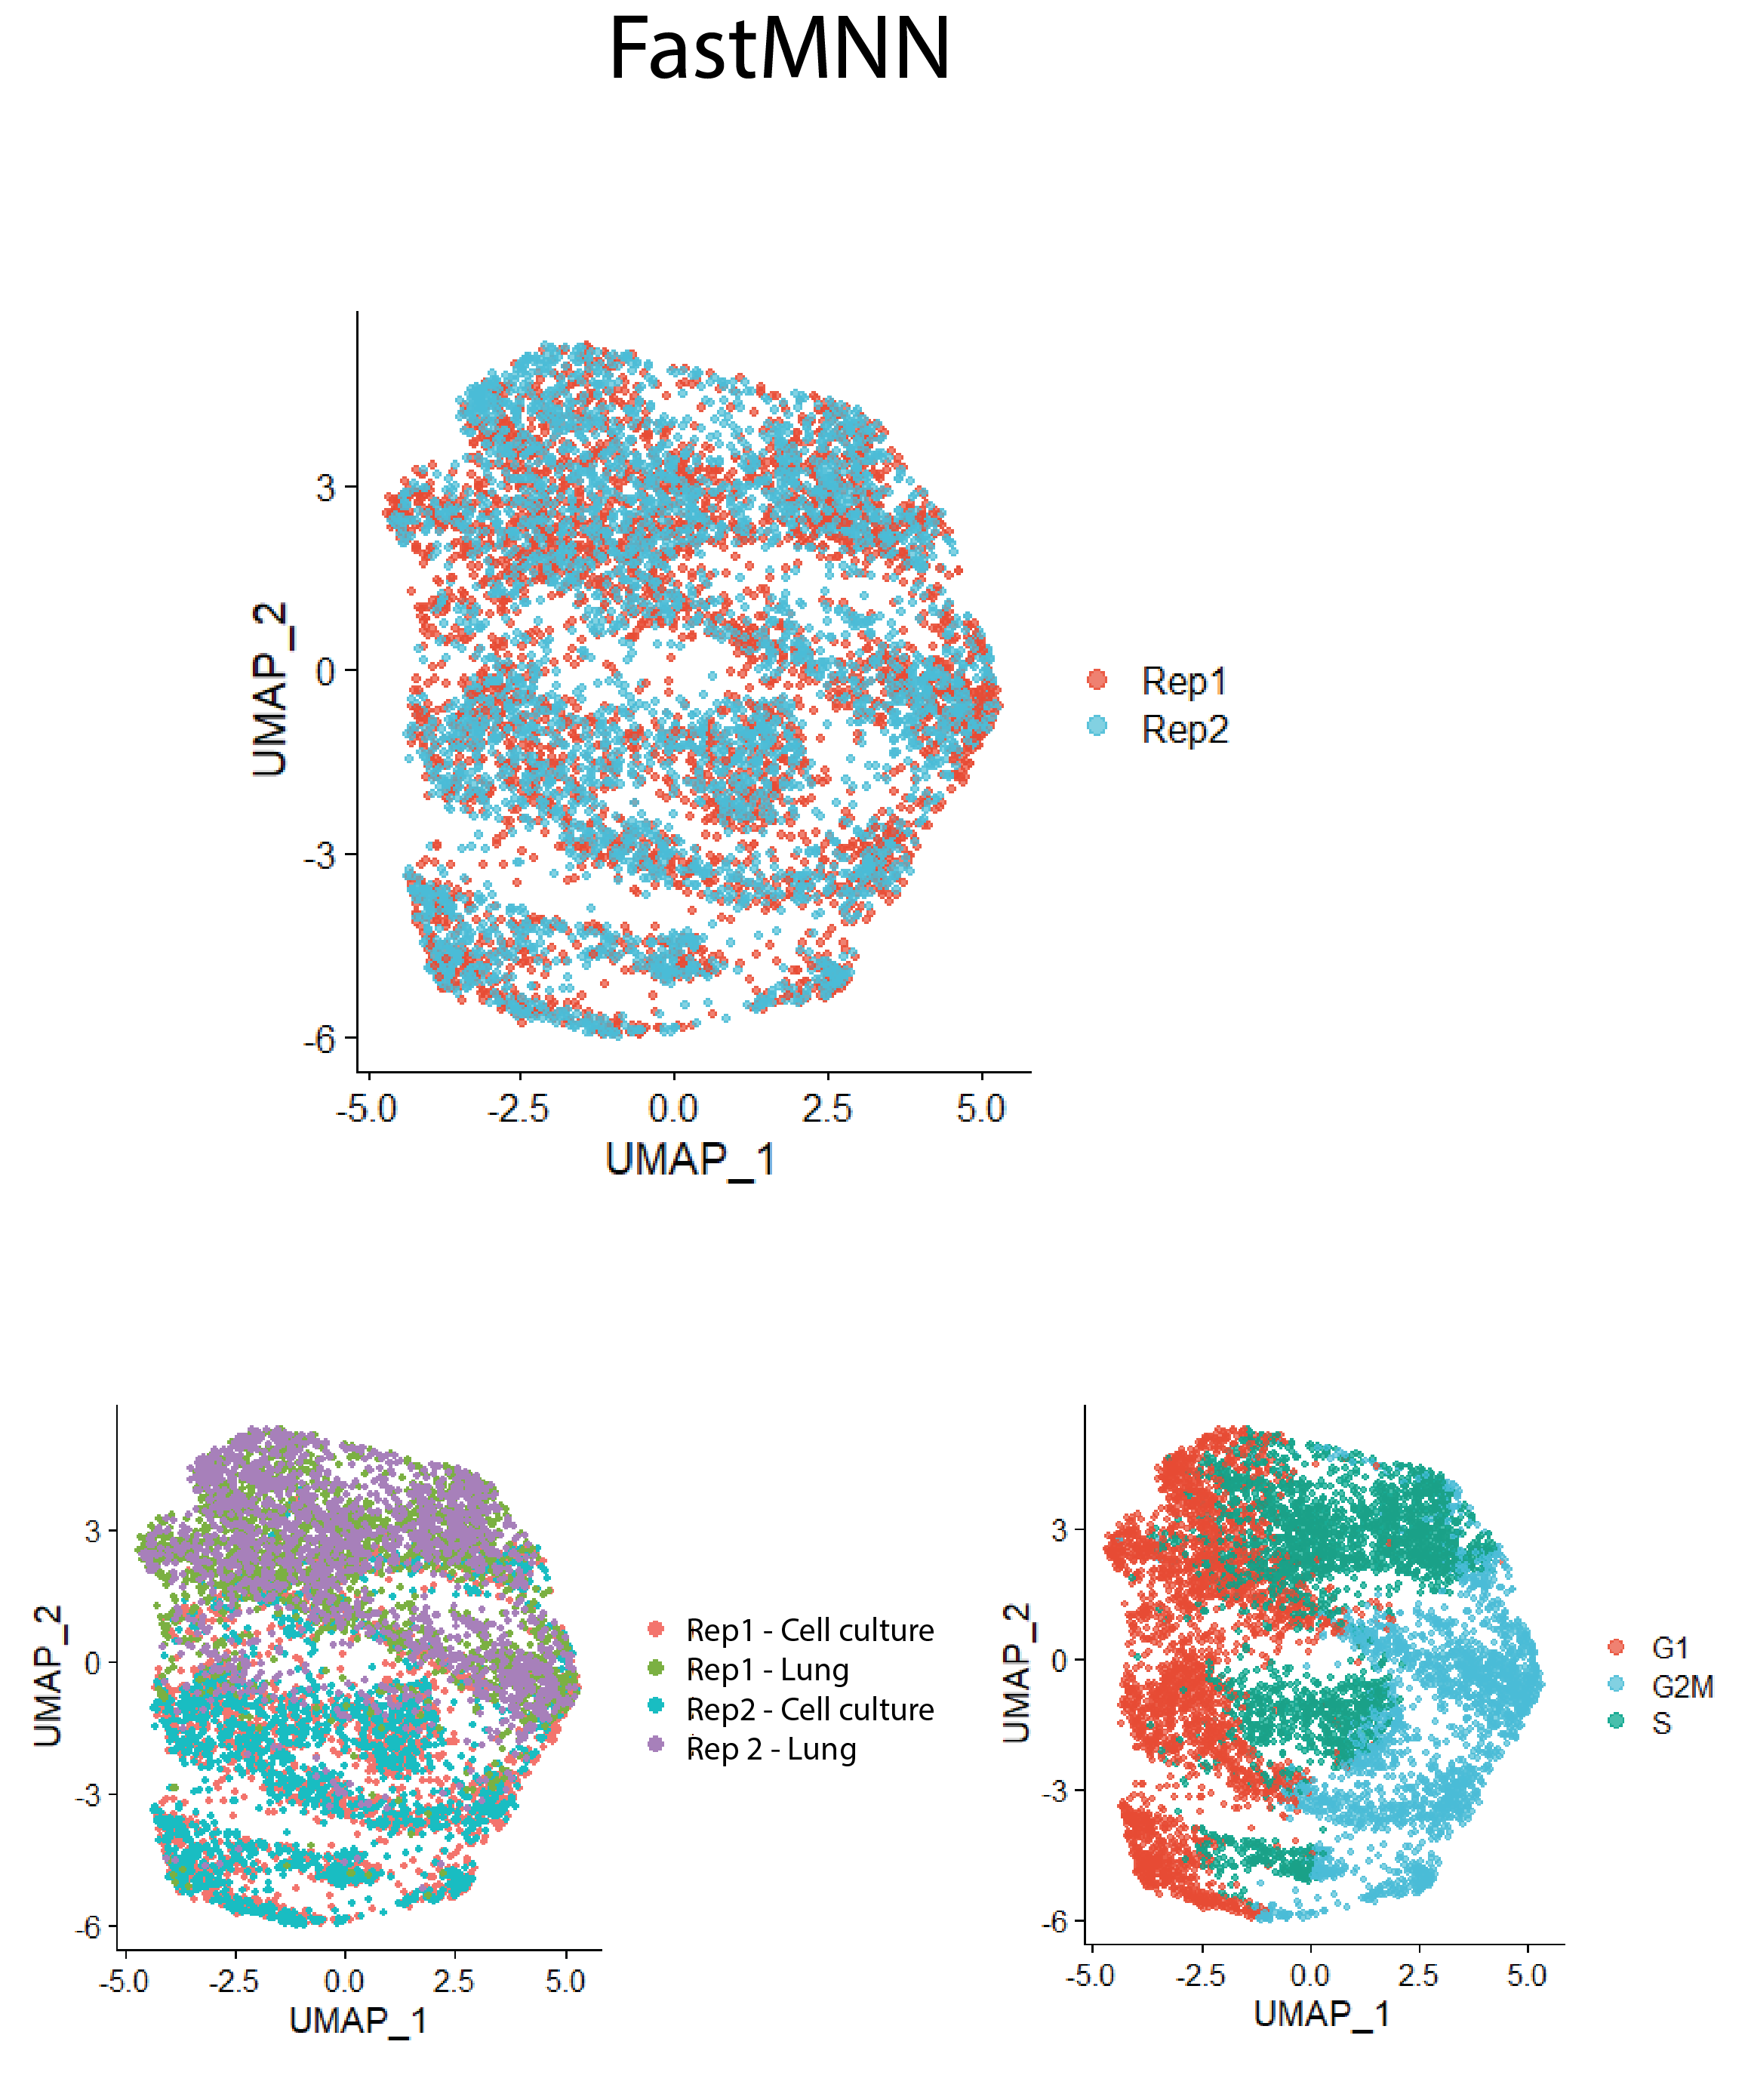 FastMNN
UMAP_2
3
0
-3
-6
-5.0 -2.5 0.0 2.5 5.0
UMAP_1
Rep1
Rep2
UMAP_2
3
0
-3
-6
-5.0 -2.5 0.0 2.5 5.0
UMAP_1
Rep1 - Cell culture
Rep1 - Lung
Rep2 - Cell culture
Rep 2 - Lung
UMAP_2
3
0
-3
-6
-5.0 -2.5 0.0 2.5 5.0
UMAP_1
G1
G2M
S